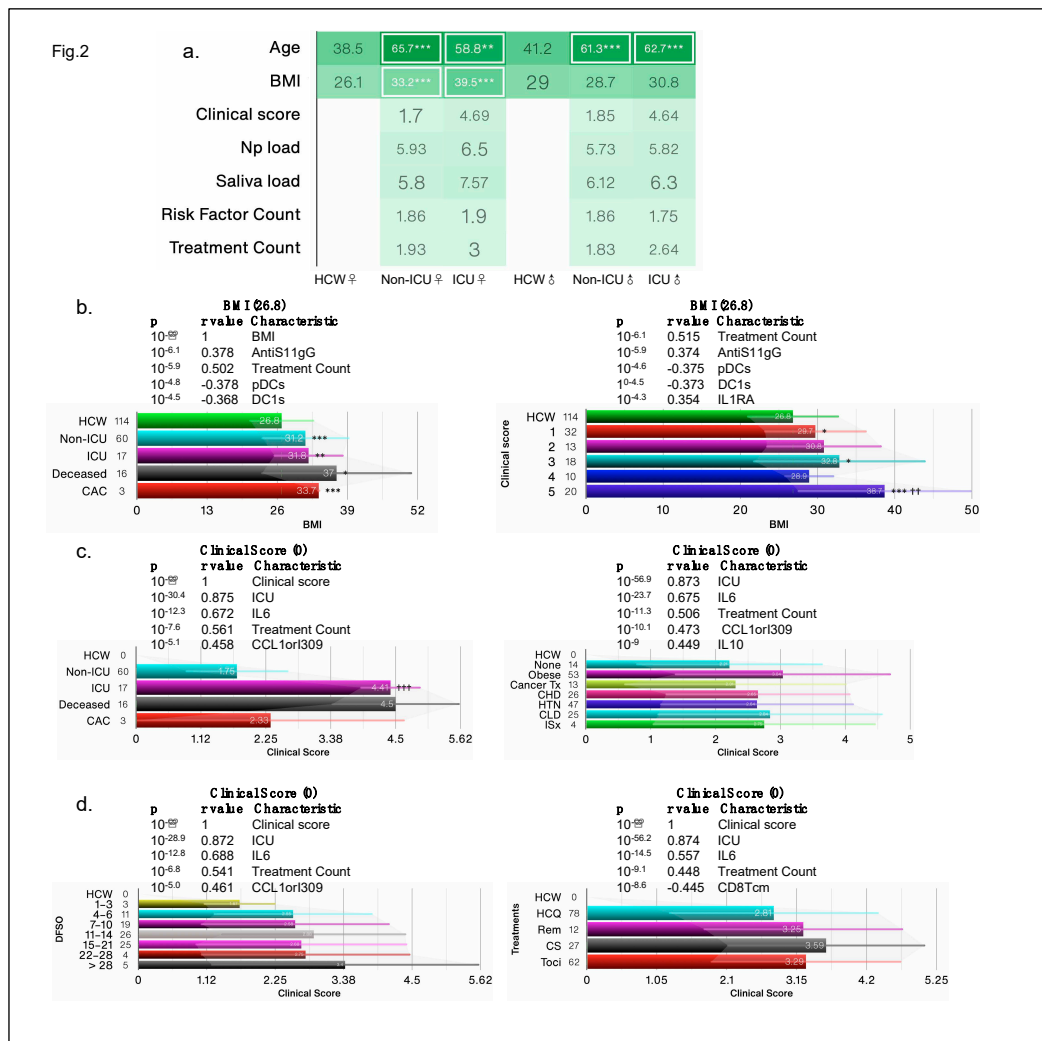 Fig.2
a.
Age 38.5 65.7*** 58.8** 41.2 61.3*** 62.7***
BMI 26.1 33.2*** 39.5*** 29 28.7 30.8
Clinical score 1.7 4.69 1.85 4.64
Np load 5.93 6.5 5.73 5.82
Saliva load 5.8 7.57 6.12 6.3
Risk Factor Count 1.86 1.9 1.86 1.75
Treatment Count 1.93 3 1.83 2.64
HCW♀ Non-ICU♀ ICU♀ HCW♂ Non-ICU♂ ICU♂
b.
BMI (26.8)
p r value Characteristic
1 BMI
10-6.1 0.378 AntiS11gG
10-5.9 0.502 Treatment Count
10-4.8 -0.378 pDCs
10-4.5 -0.368 DC1s
HCW 114 26.8
Non-ICU 60 31.2 ***
ICU 17 31.8 **
Deceased 16 37 *
CAC 3 33.7 ***
0 13 26 39 52
BMI
BMI (26.8)
p r value Characteristic
10-6.1 0.515 Treatment Count
10-5.9 0.374 AntiS11gG
10-4.6 -0.375 pDCs
10-4.5 -0.373 DC1s
10-4.3 0.354 IL1RA
Clinical score
HCW 114 26.8
1 32 29.7 *
2 13 30.8
3 18 32.8 *
4 10 28.9
5 20 38.7 *** ††
0 10 20 30 40 50
BMI
c.
Clinical Score (0)
p r value Characteristic
1 Clinical score
10-30.4 0.875 ICU
10-12.3 0.672 IL6
10-7.6 0.561 Treatment Count
10-5.1 0.458 CCL1orI309
HCW 0
Non-ICU 60 1.75
ICU 17 4.41 †††
Deceased 16 4.5
CAC 3 2.33
0 1.12 2.25 3.38 4.5 5.62
Clinical Score
Clinical Score (0)
p r value Characteristic
10-56.9 0.873 ICU
10-23.7 0.675 IL6
10-11.3 0.506 Treatment Count
10-10.1 0.473 CCL1orI309
10-9 0.449 IL10
HCW 0
None 14
Obese 53
Cancer Tx 13
CHD 26
HTN 47
CLD 25
ISx 4
0 1 2 3 4 5
Clinical Score
d.
Clinical Score (0)
p r value Characteristic
1 Clinical score
10-28.9 0.872 ICU
10-12.8 0.688 IL6
10-6.8 0.541 Treatment Count
10-5.0 0.461 CCL1orI309
DFSO
HCW 0
1–3 3
4–6 11
7–10 19
11–14 26
15–21 25
22–28 4
> 28 5
0 1.12 2.25 3.38 4.5 5.62
Clinical Score
Clinical Score (0)
p r value Characteristic
1 Clinical score
10-56.2 0.874 ICU
10-14.5 0.557 IL6
10-9.1 0.448 Treatment Count
10-8.6 -0.445 CD8Tcm
Treatments
HCW 0
HCQ 78 2.81
Rem 12 3.25
CS 27 3.59
Toci 62 3.29
0 1.05 2.1 3.15 4.2 5.25
Clinical Score